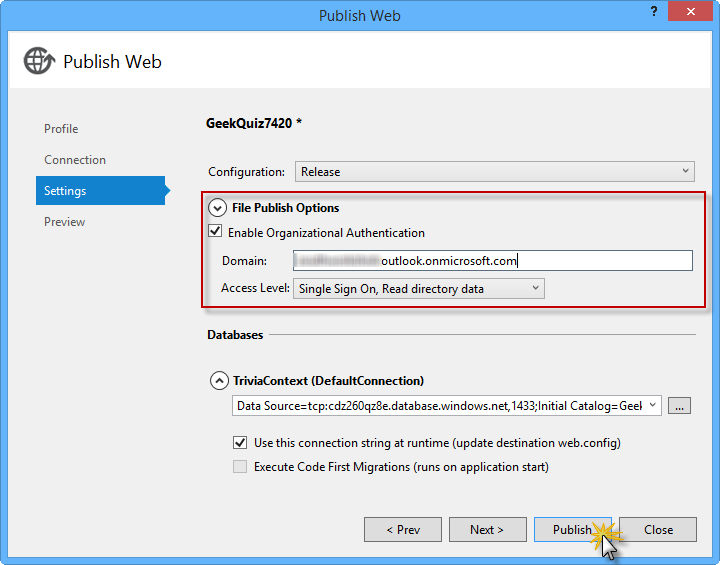 Publish Web
?
Publish Web
Profile
Connection
Settings
Preview
GeekQuiz7420 *
Configuration: Release
File Publish Options
Enable Organizational Authentication
Domain: outlook.onmicrosoft.com
Access Level: Single Sign On, Read directory data
Databases
TriviaContext (DefaultConnection)
Data Source=tcp:cdz260qz8e.database.windows.net,1433;Initial Catalog=Geek
...
Use this connection string at runtime (update destination web.config)
Execute Code First Migrations (runs on application start)
< Prev
Next >
Publish
Close